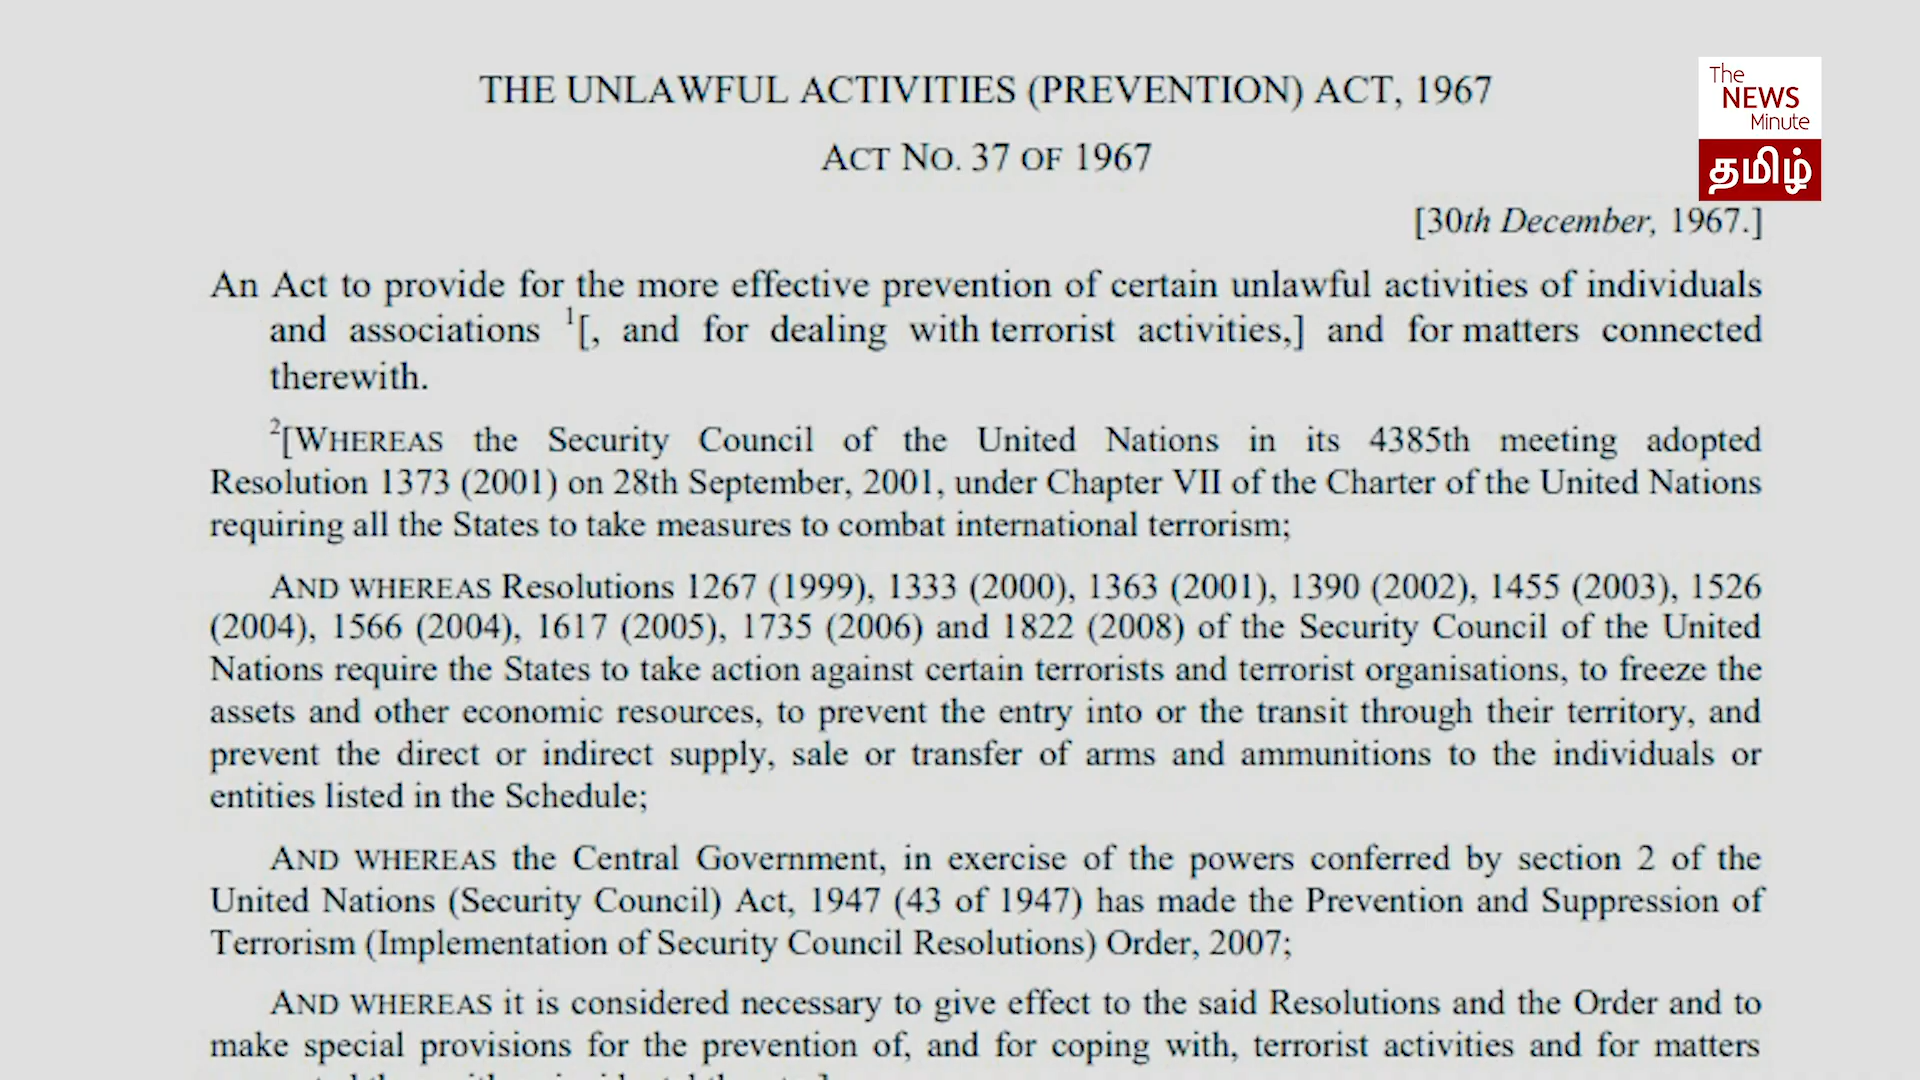 THE UNLAWFUL ACTIVITIES (PREVENTION) ACT, 1967
ACT NO. 37 OF 1967
[30th December, 1967.]
An Act to provide for the more effective prevention of certain unlawful activities of individuals
and associations 1[, and for dealing with terrorist activities,] and for matters connected
therewith.
2[WHEREAS the Security Council of the United Nations in its 4385th meeting adopted
Resolution 1373 (2001) on 28th September, 2001, under Chapter VII of the Charter of the United Nations
requiring all the States to take measures to combat international terrorism;
AND WHEREAS Resolutions 1267 (1999), 1333 (2000), 1363 (2001), 1390 (2002), 1455 (2003), 1526
(2004), 1566 (2004), 1617 (2005), 1735 (2006) and 1822 (2008) of the Security Council of the United
Nations require the States to take action against certain terrorists and terrorist organisations, to freeze the
assets and other economic resources, to prevent the entry into or the transit through their territory, and
prevent the direct or indirect supply, sale or transfer of arms and ammunitions to the individuals or
entities listed in the Schedule;
AND WHEREAS the Central Government, in exercise of the powers conferred by section 2 of the
United Nations (Security Council) Act, 1947 (43 of 1947) has made the Prevention and Suppression of
Terrorism (Implementation of Security Council Resolutions) Order, 2007;
AND WHEREAS it is considered necessary to give effect to the said Resolutions and the Order and to
make special provisions for the prevention of, and for coping with, terrorist activities and for matters
The
NEWS
Minute
தமிழ்